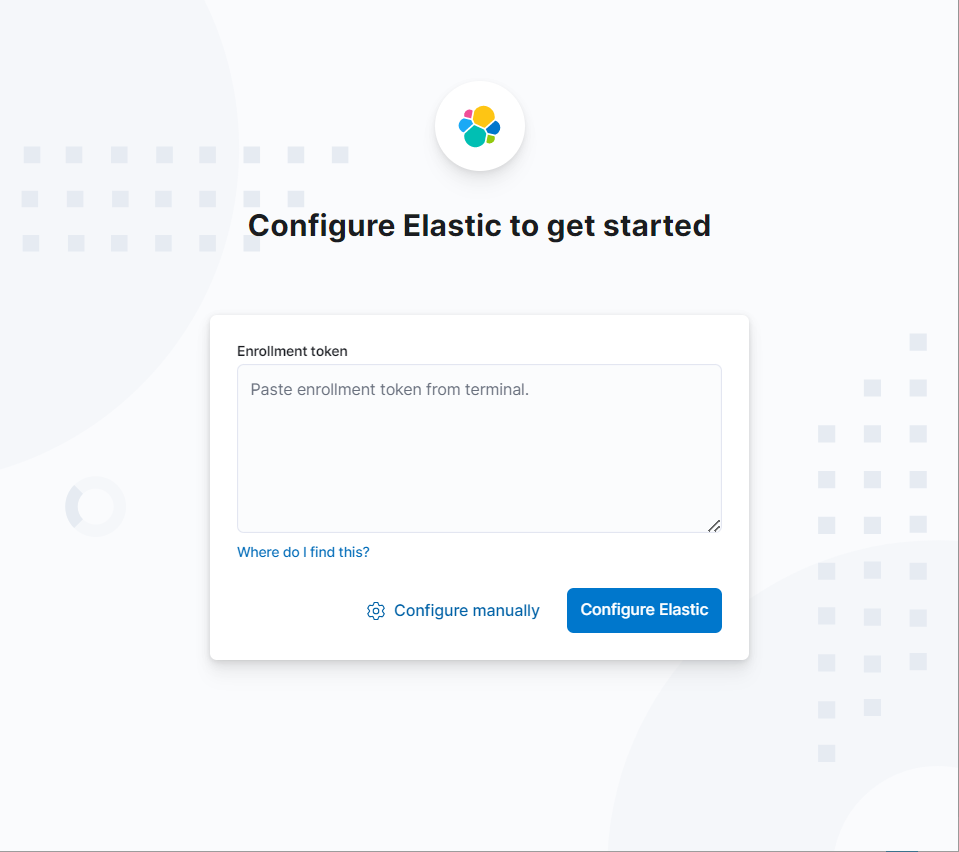 Configure Elastic to get started
Enrollment token
Paste enrollment token from terminal.
Where do I find this?
Configure manually
Configure Elastic